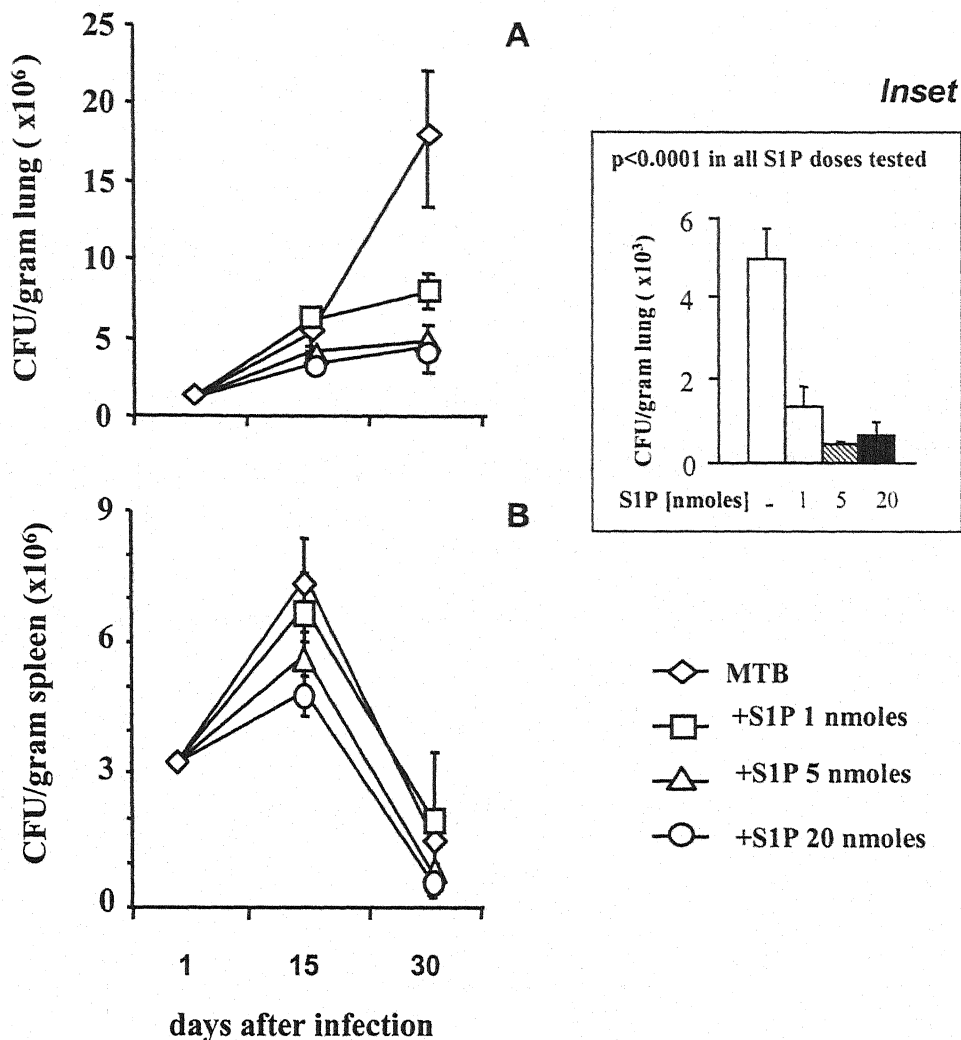 A
CFU/gram lung ( x10⁶)
25
20
15
10
5
0
Inset
p<0.0001 in all S1P doses tested
CFU/gram lung ( x10³)
6
4
2
0
S1P [nmoles] - 1 5 20
B
CFU/gram spleen (x10⁶)
9
6
3
0
1 15 30
days after infection
MTB
+S1P 1 nmoles
+S1P 5 nmoles
+S1P 20 nmoles